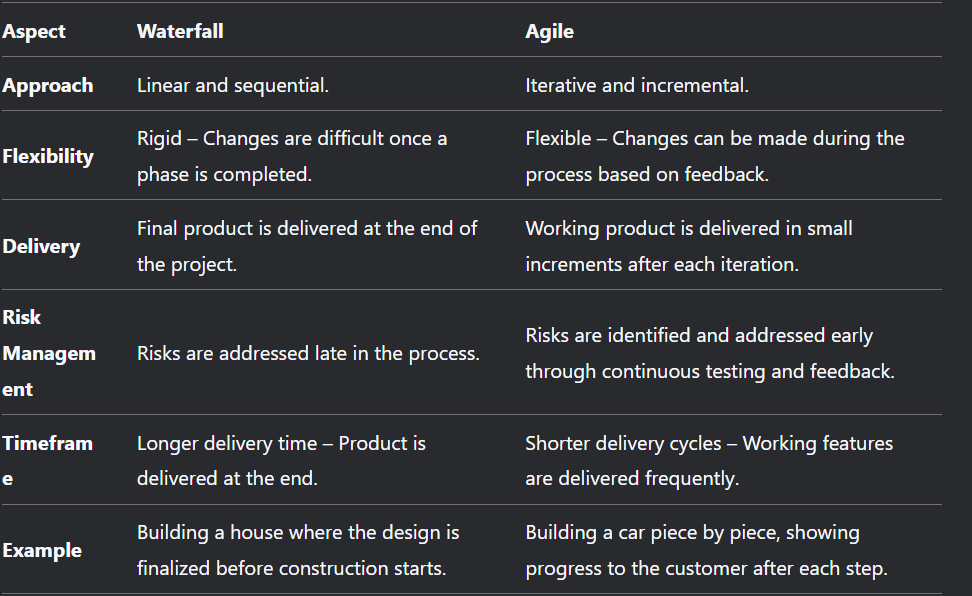 Aspect Waterfall Agile
Approach Linear and sequential. Iterative and incremental.
Flexibility
Rigid – Changes are difficult once a
phase is completed.
Flexible – Changes can be made during the
process based on feedback.
Delivery
Final product is delivered at the end of
the project.
Working product is delivered in small
increments after each iteration.
Risk
Managem
ent
Risks are addressed late in the process.
Risks are identified and addressed early
through continuous testing and feedback.
Timefram
e
Longer delivery time – Product is
delivered at the end.
Shorter delivery cycles – Working features
are delivered frequently.
Example
Building a house where the design is
finalized before construction starts.
Building a car piece by piece, showing
progress to the customer after each step.